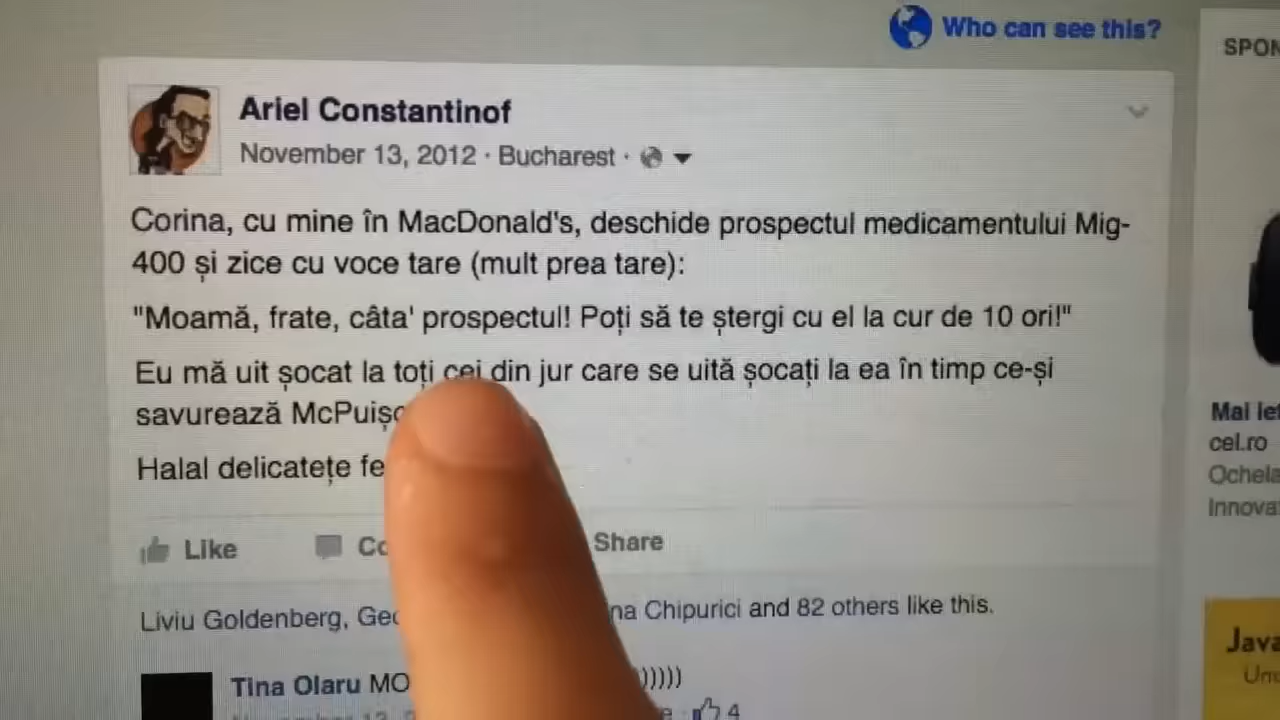 Who can see this?
SPON
Ariel Constantinof
November 13, 2012 · Bucharest ·
Corina, cu mine în MacDonald's, deschide prospectul medicamentului Mig-
400 și zice cu voce tare (mult prea tare):
"Moamă, frate, câta' prospectul! Poți să te ștergi cu el la cur de 10 ori!"
Eu mă uit șocat la toți cei din jur care se uită șocați la ea în timp ce-și
savurează McPuișo
Halal delicatețe fe
Like Co Share
Liviu Goldenberg, Geo na Chipurici and 82 others like this.
Tina Olaru MO )))))
4
Mai ief
cel.ro
Ochela
Innova
Java